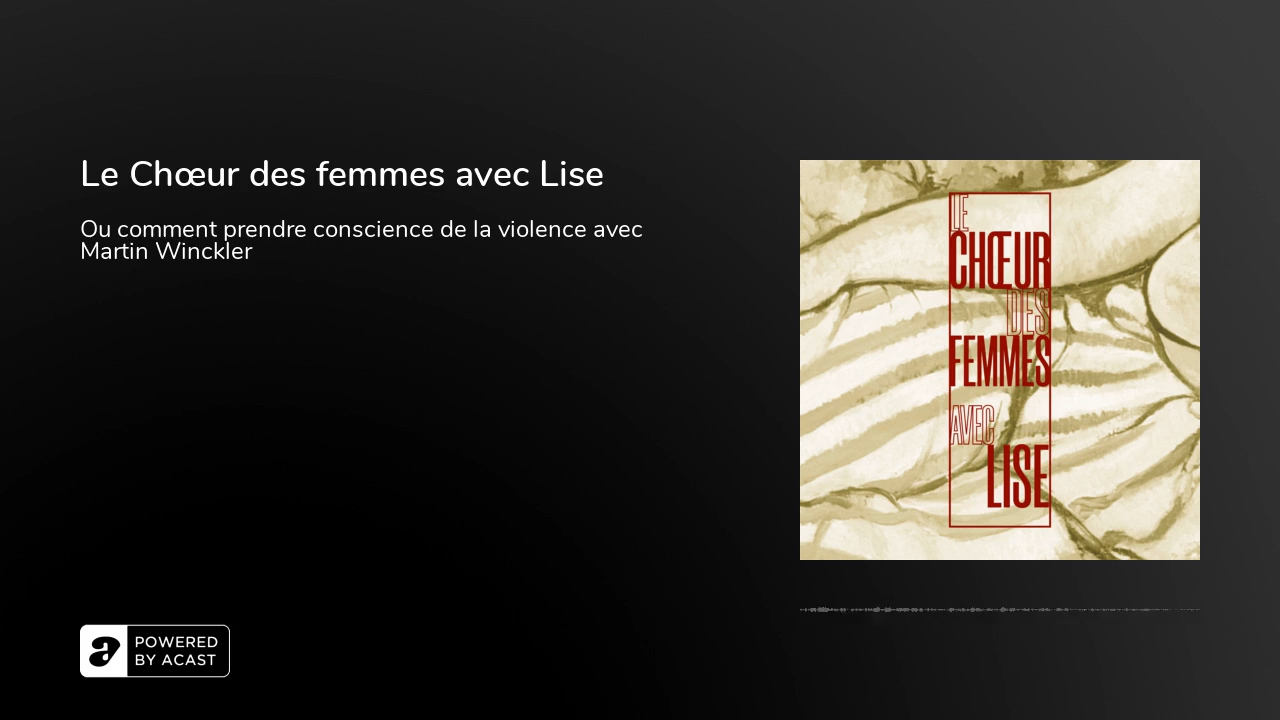 Le Chœur des femmes avec Lise
Ou comment prendre conscience de la violence avec
Martin Winckler
LE
CHŒUR
DES
FEMMES
AVEC
LISE
a
POWERED
BY ACAST